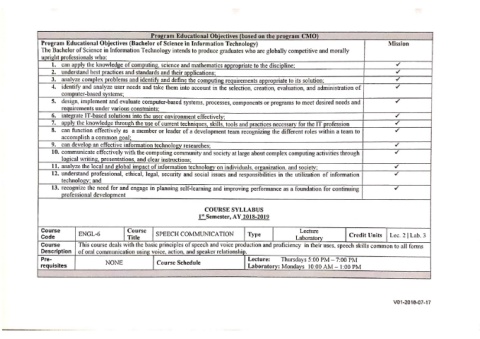 Program Educational Objectives (based on the program CMO)
Program Educational Objectives (Bachelor of Science in Information Technology) Mission
The Bachelor of Science in Information Technology intends to produce graduates who are globally competitive and morally
upright professionals who:
1. can apply the knowledge of computing, science and mathematics appropriate to the discipline; ✓
2. understand best practices and standards and their applications; ✓
3. analyze complex problems and identify and define the computing requirements appropriate to its solution; ✓
4. identify and analyze user needs and take them into account in the selection, creation, evaluation, and administration of ✓
computer-based systems;
5. design, implement and evaluate computer-based systems, processes, components or programs to meet desired needs and ✓
requirements under various constraints;
6. integrate IT-based solutions into the user environment effectively; ✓
7. apply the knowledge through the use of current techniques, skills, tools and practices necessary for the IT profession ✓
8. can function effectively as a member or leader of a development team recognizing the different roles within a team to ✓
accomplish a common goal;
9. can develop an effective information technology researches; ✓
10. communicate effectively with the computing community and society at large about complex computing activities through ✓
logical writing, presentations, and clear instructions;
11. analyze the local and global impact of information technology on individuals, organization, and society; ✓
12. understand professional, ethical, legal, security and social issues and responsibilities in the utilization of information ✓
technology; and
13. recognize the need for and engage in planning self-learning and improving performance as a foundation for continuing ✓
professional development
COURSE SYLLABUS
1st Semester, AY 2018-2019
Course Code ENGL-6 Course Title SPEECH COMMUNICATION Type Lecture Laboratory Credit Units Lec. 2 | Lab. 3
Course Description This course deals with the basic principles of speech and voice production and proficiency in their uses, speech skills common to all forms
of oral communication using voice, action, and speaker relationship.
Pre-requisites NONE Course Schedule Lecture: Thursdays 5:00 PM – 7:00 PM
Laboratory: Mondays 10:00 AM – 1:00 PM
V01-2018-07-17